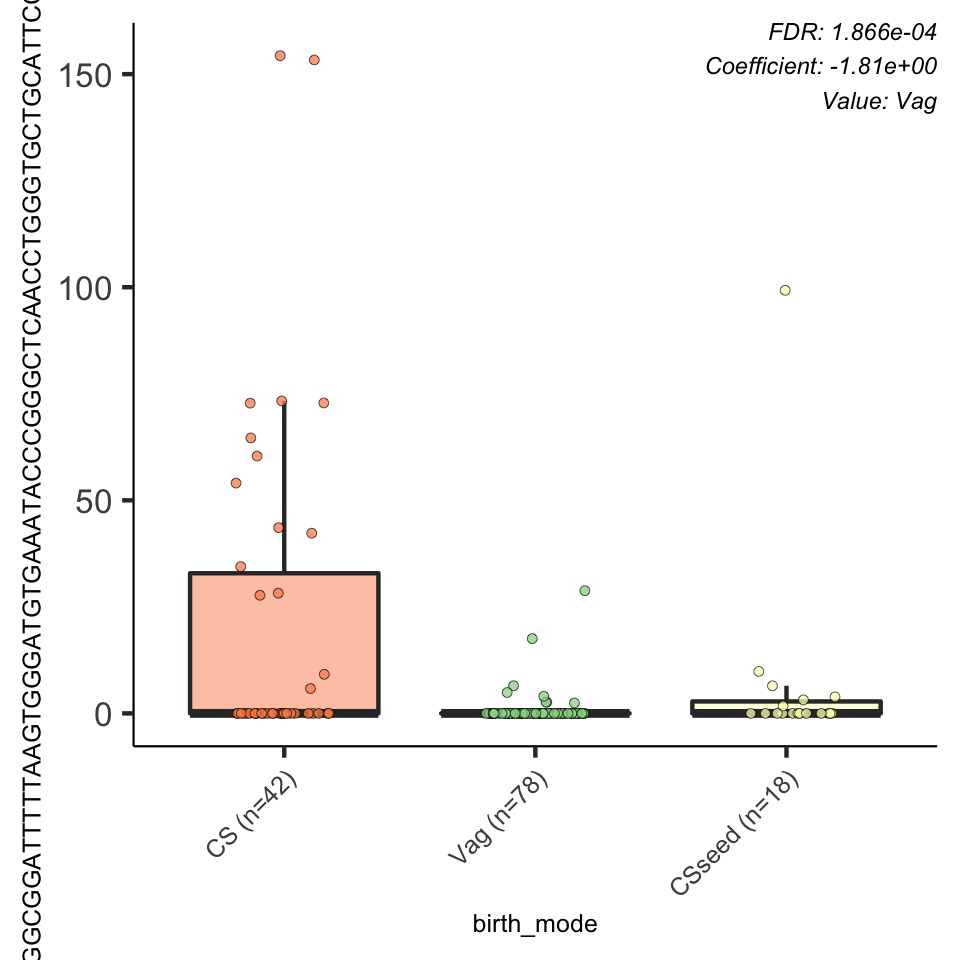 FDR: 1.866e-04
Coefficient: -1.81e+00
Value: Vag
150
100
50
0
GGCGGATTTTTAAGTGGGATGTGAAATACCCGGGCTCAACCTGGGTGCTGCATTCC
CS (n=42)
Vag (n=78)
CSseed (n=18)
birth_mode